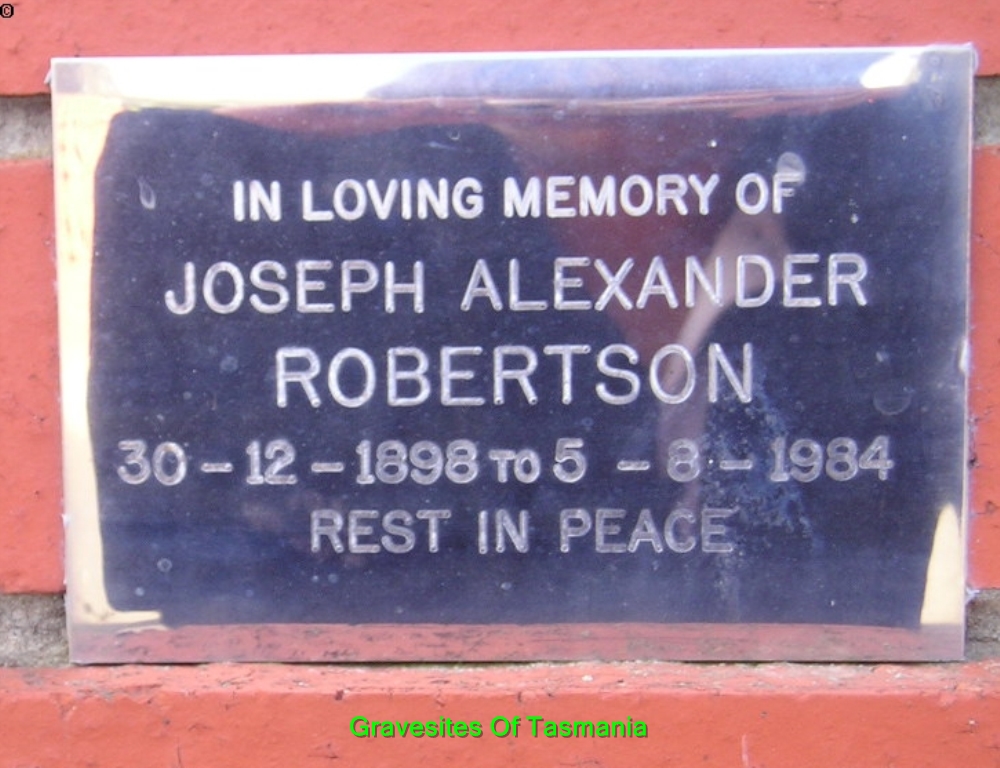 ©
IN LOVING MEMORY OF
JOSEPH ALEXANDER
ROBERTSON
30 - 12 - 1898 TO 5 - 8 - 1984
REST IN PEACE
Gravesites Of Tasmania